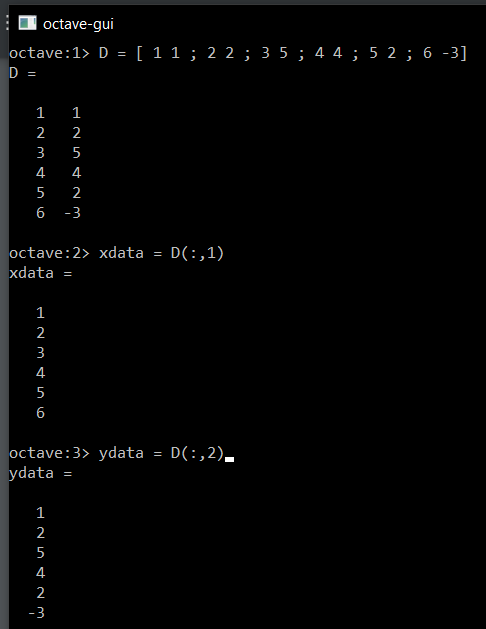 octave-gui
octave:1> D = [ 1 1 ; 2 2 ; 3 5 ; 4 4 ; 5 2 ; 6 -3]
D =
1 1
2 2
3 5
4 4
5 2
6 -3
octave:2> xdata = D(:,1)
xdata =
1
2
3
4
5
6
octave:3> ydata = D(:,2)
ydata =
1
2
5
4
2
-3